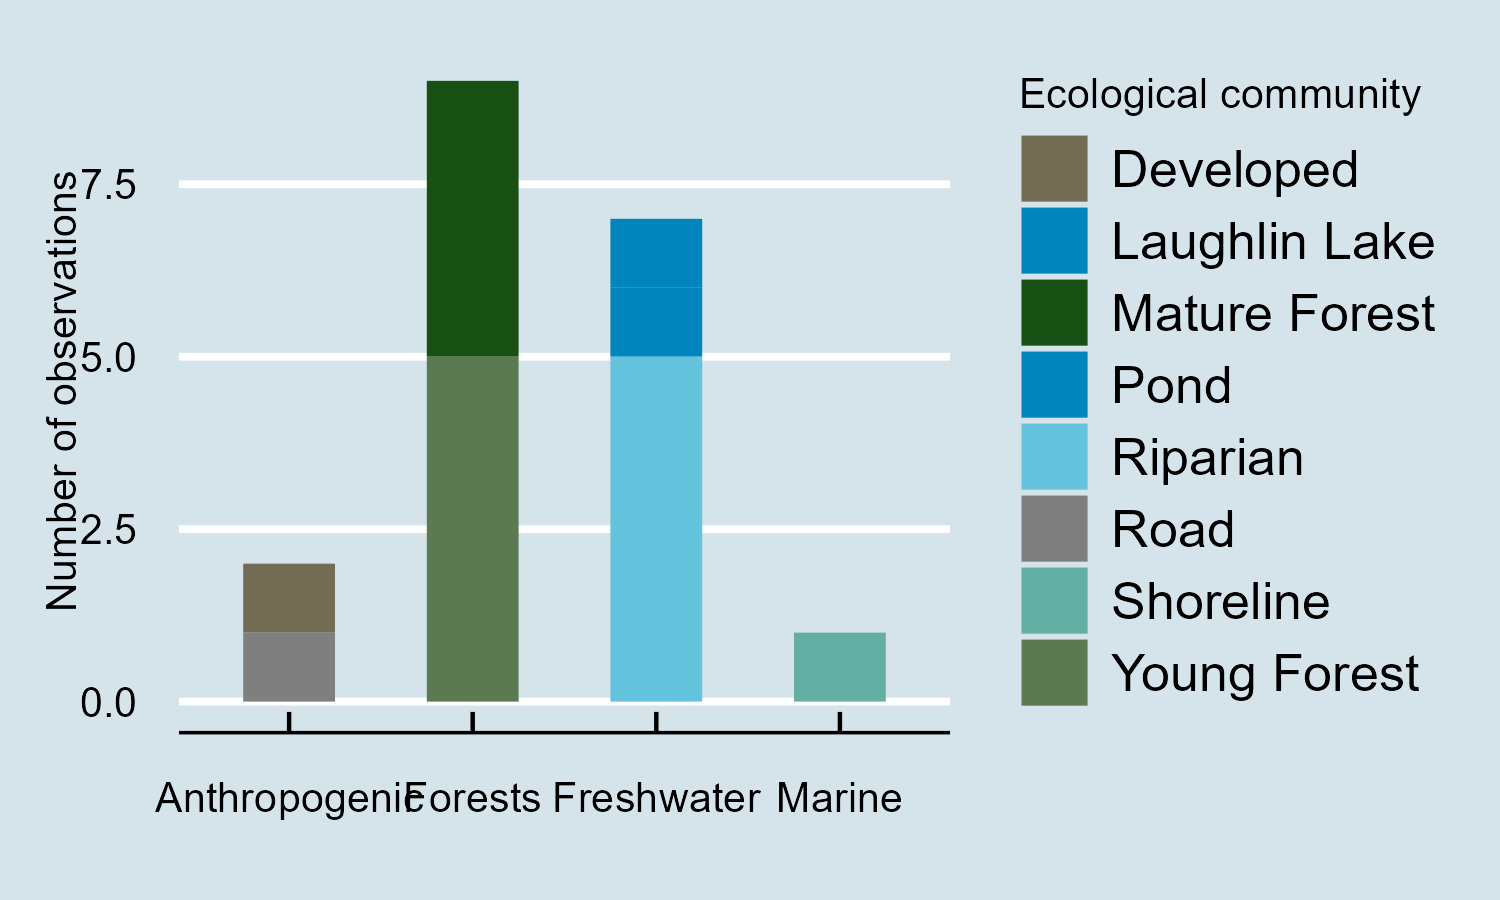 Number of observations
7.5
5.0
2.5
0.0
Anthropogenic Forests Freshwater Marine
Ecological community
Developed
Laughlin Lake
Mature Forest
Pond
Riparian
Road
Shoreline
Young Forest